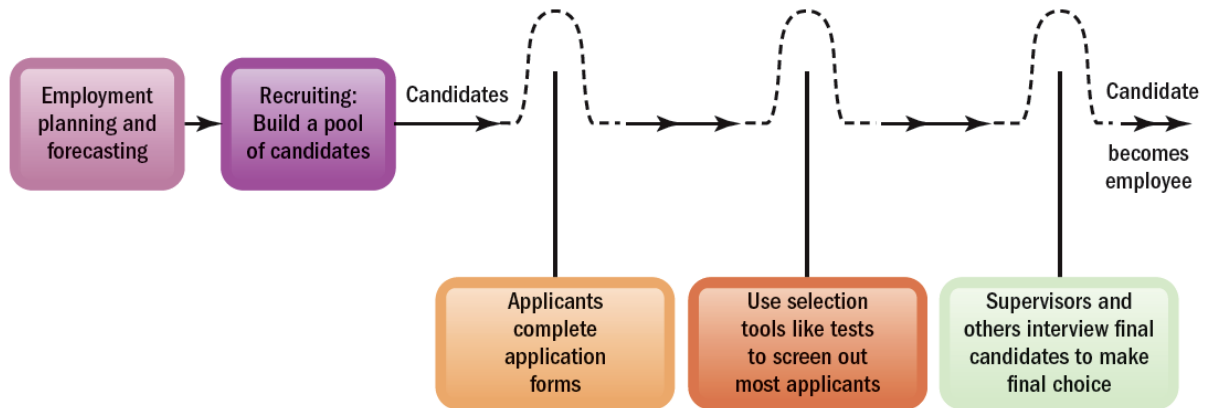 Employment
planning and
forecasting
Recruiting:
Build a pool
of candidates
Candidates
Candidate
becomes
employee
Applicants
complete
application
forms
Use selection
tools like tests
to screen out
most applicants
Supervisors and
others interview final
candidates to make
final choice